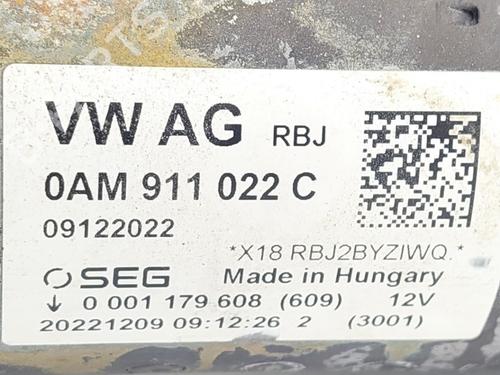 VW AG RBJ
0AM 911 022 C
09122022
*X18 RBJ2BYZIWQ.*
SEG Made in Hungary
↓ 0 001 179 608 (609) 12V
20221209 09:12:26 2 (3001)